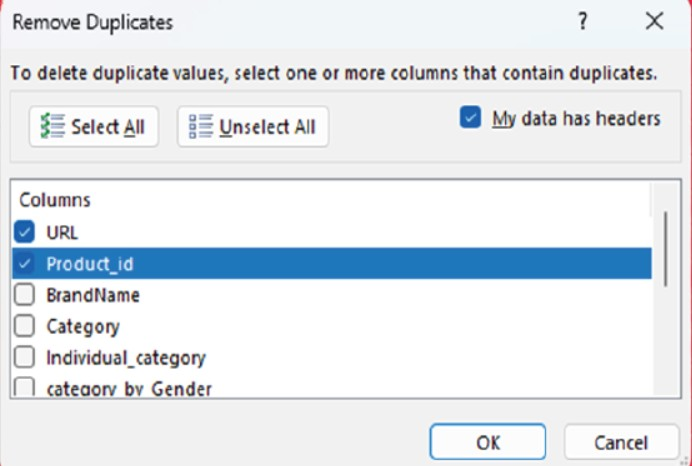 Remove Duplicates
To delete duplicate values, select one or more columns that contain duplicates.
Select All
Unselect All
My data has headers
Columns
URL
Product_id
BrandName
Category
Individual_category
category_by_Gender
OK
Cancel